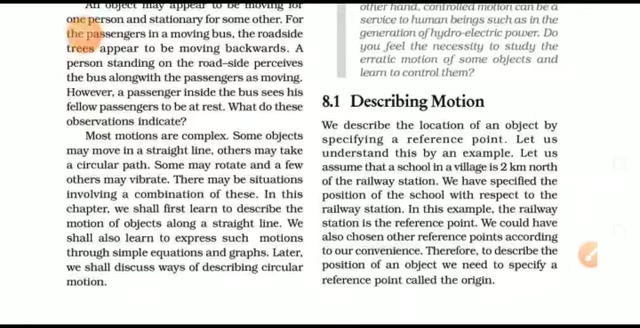 An object may appear to be moving for
one person and stationary for some other. For
the passengers in a moving bus, the roadside
trees appear to be moving backwards. A
person standing on the road–side perceives
the bus alongwith the passengers as moving.
However, a passenger inside the bus sees his
fellow passengers to be at rest. What do these
observations indicate?
Most motions are complex. Some objects
may move in a straight line, others may take
a circular path. Some may rotate and a few
others may vibrate. There may be situations
involving a combination of these. In this
chapter, we shall first learn to describe the
motion of objects along a straight line. We
shall also learn to express such motions
through simple equations and graphs. Later,
we shall discuss ways of describing circular
motion.
other hand, controlled motion can be a
service to human beings such as in the
generation of hydro-electric power. Do
you feel the necessity to study the
erratic motion of some objects and
learn to control them?
8.1 Describing Motion
We describe the location of an object by
specifying a reference point. Let us
understand this by an example. Let us
assume that a school in a village is 2 km north
of the railway station. We have specified the
position of the school with respect to the
railway station. In this example, the railway
station is the reference point. We could have
also chosen other reference points according
to our convenience. Therefore, to describe the
position of an object we need to specify a
reference point called the origin.